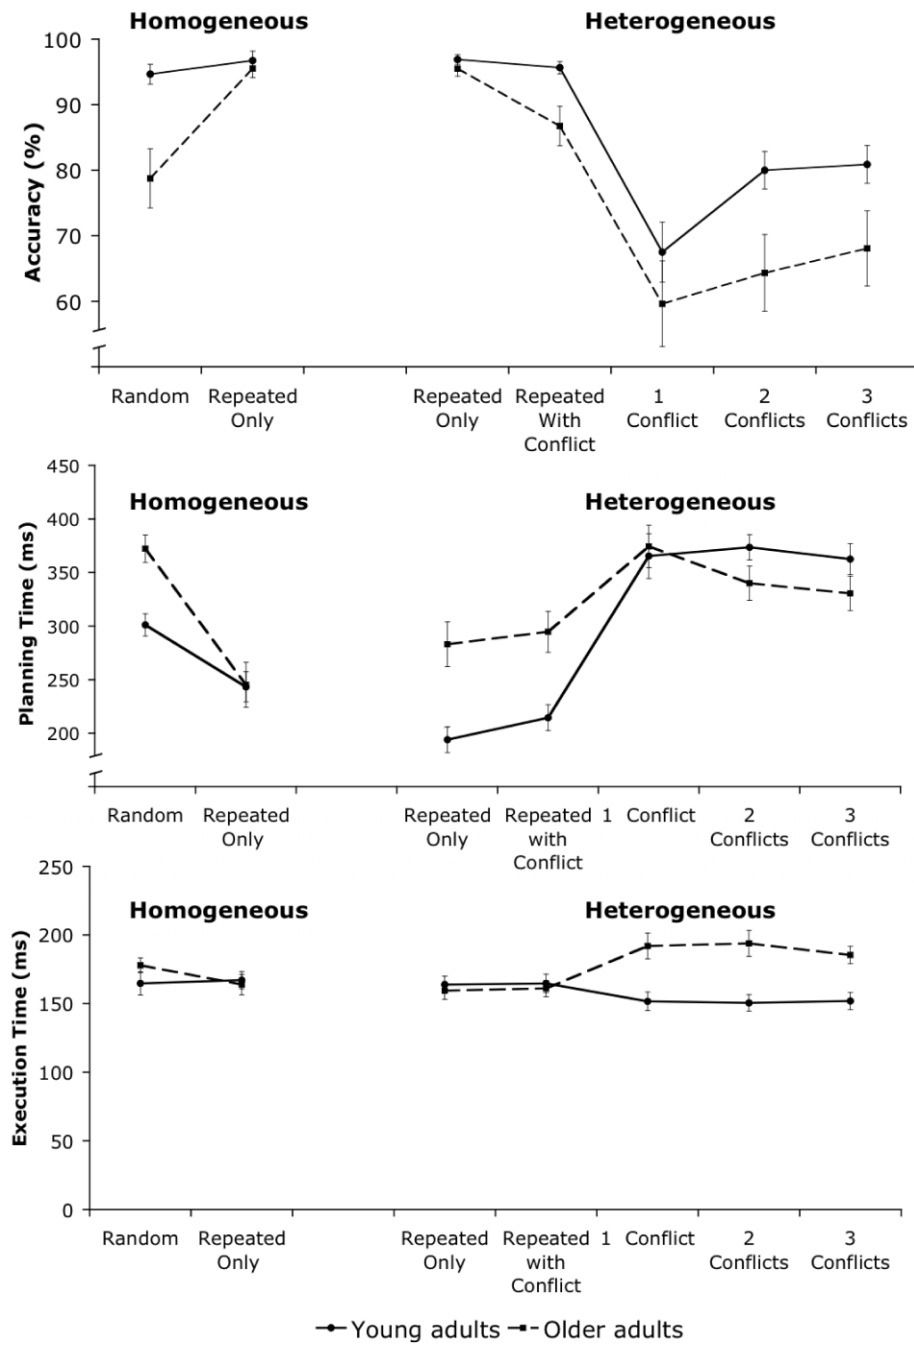 Homogeneous Heterogeneous
100
90
80
70
60
Accuracy (%)
Random Repeated Repeated Repeated 1 2 3
Only Only With Conflict Conflicts Conflicts
Conflict
450
400
350
300
250
200
Planning Time (ms)
Homogeneous Heterogeneous
Random Repeated Repeated Repeated 1 Conflict 2 3
Only Only with Conflicts Conflicts
Conflict
250
200
150
100
50
0
Execution Time (ms)
Homogeneous Heterogeneous
Random Repeated Repeated Repeated 1 Conflict 2 3
Only Only with Conflicts Conflicts
Conflict
Young adults Older adults